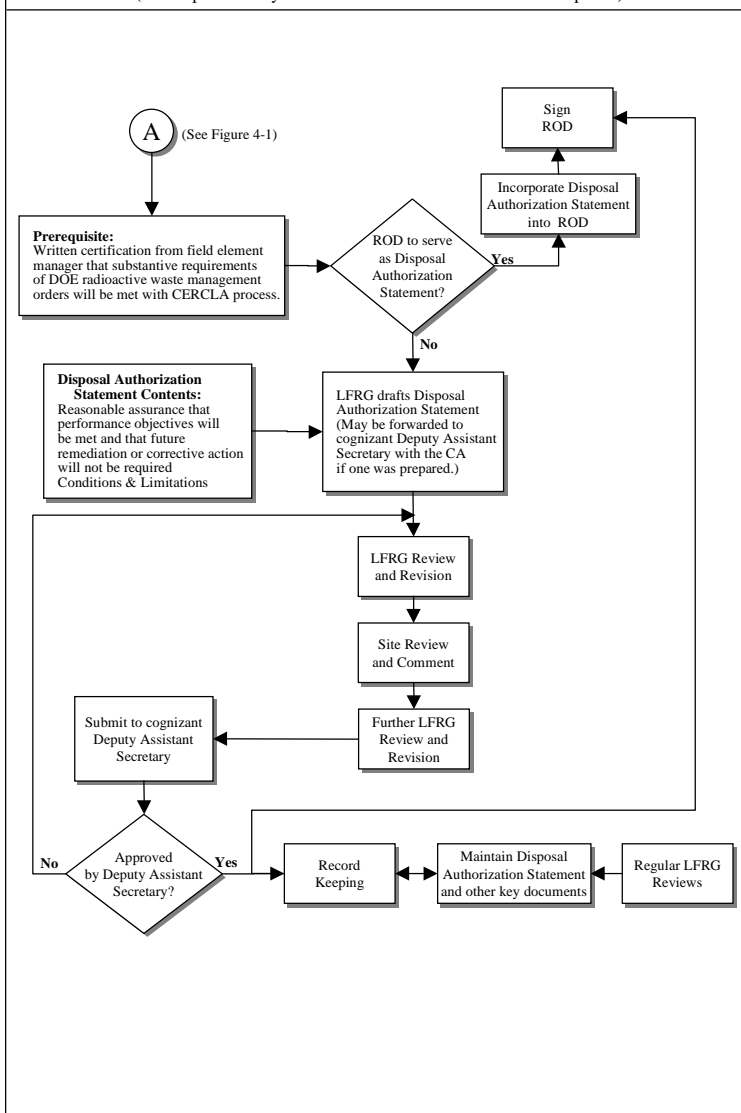 A
(See Figure 4-1)
Sign
ROD
Incorporate Disposal
Authorization Statement
into ROD
Prerequisite:
Written certification from field element
manager that substantive requirements
of DOE radioactive waste management
orders will be met with CERCLA process.
ROD to serve
as Disposal
Authorization
Statement?
Yes
No
Disposal Authorization
Statement Contents:
Reasonable assurance that
performance objectives will
be met and that future
remediation or corrective action
will not be required
Conditions & Limitations
LFRG drafts Disposal
Authorization Statement
(May be forwarded to
cognizant Deputy Assistant
Secretary with the CA
if one was prepared.)
LFRG Review
and Revision
Site Review
and Comment
Further LFRG
Review and
Revision
Submit to cognizant
Deputy Assistant
Secretary
No
Approved
by Deputy Assistant
Secretary?
Yes
Record
Keeping
Maintain Disposal
Authorization Statement
and other key documents
Regular LFRG
Reviews